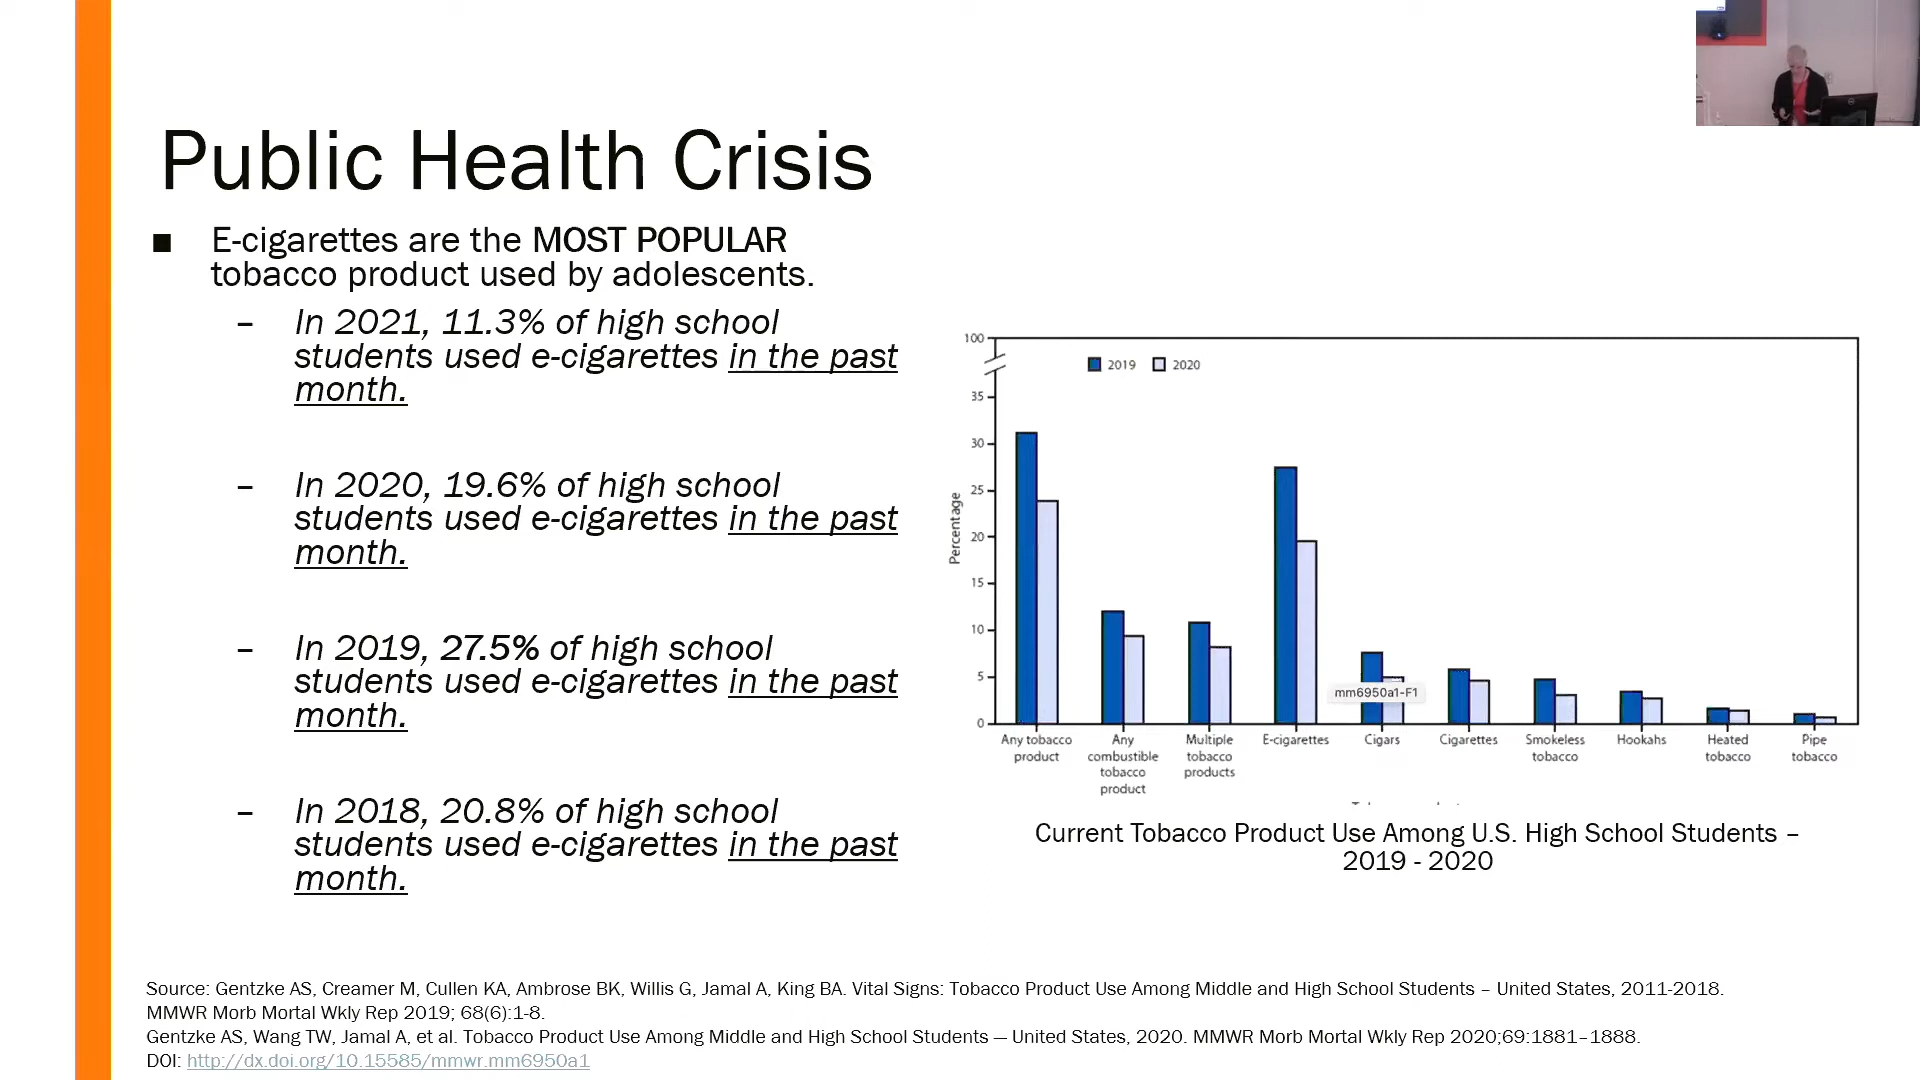 Public Health Crisis
■ E-cigarettes are the MOST POPULAR
tobacco product used by adolescents.
– In 2021, 11.3% of high school
students used e-cigarettes in the past
month.
– In 2020, 19.6% of high school
students used e-cigarettes in the past
month.
– In 2019, 27.5% of high school
students used e-cigarettes in the past
month.
– In 2018, 20.8% of high school
students used e-cigarettes in the past
month.
100
2019 2020
35
30
25
20
15
10
5
0
Percentage
mm6950a1-F1
Any tobacco
product
Any
combustible
tobacco
product
Multiple
tobacco
products
E-cigarettes
Cigars
Cigarettes
Smokeless
tobacco
Hookahs
Heated
tobacco
Pipe
tobacco
Current Tobacco Product Use Among U.S. High School Students –
2019 - 2020
Source: Gentzke AS, Creamer M, Cullen KA, Ambrose BK, Willis G, Jamal A, King BA. Vital Signs: Tobacco Product Use Among Middle and High School Students – United States, 2011-2018.
MMWR Morb Mortal Wkly Rep 2019; 68(6):1-8.
Gentzke AS, Wang TW, Jamal A, et al. Tobacco Product Use Among Middle and High School Students — United States, 2020. MMWR Morb Mortal Wkly Rep 2020;69:1881–1888.
DOI: http://dx.doi.org/10.15585/mmwr.mm6950a1